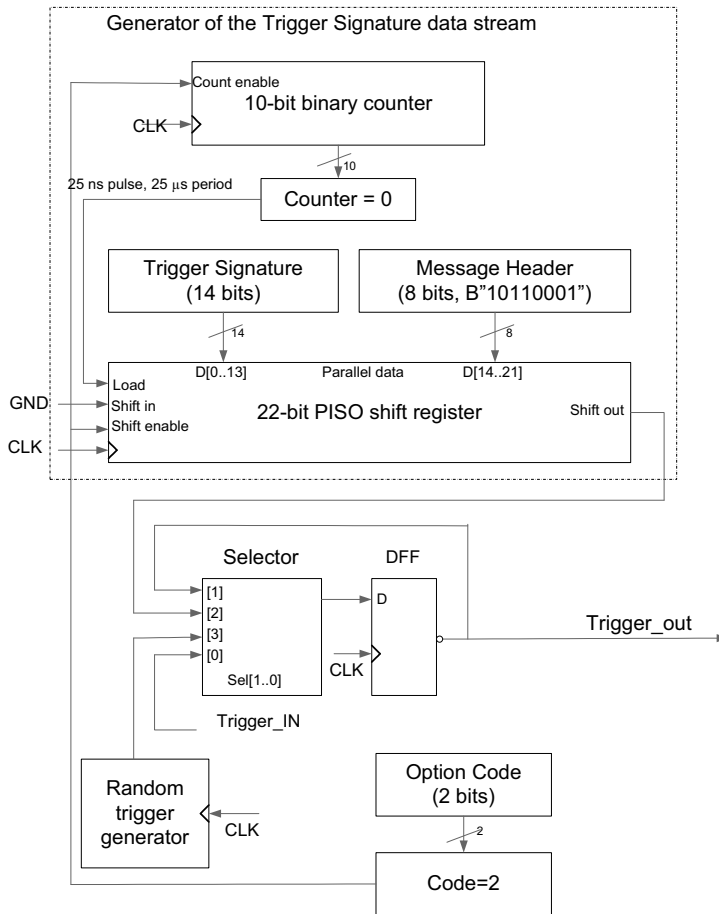 Generator of the Trigger Signature data stream
Count enable
10-bit binary counter
CLK
10
25 ns pulse, 25 μs period
Counter = 0
Trigger Signature
(14 bits)
Message Header
(8 bits, B”10110001”)
14
8
D[0..13]
Parallel data
D[14..21]
Load
GND
Shift in
22-bit PISO shift register
Shift out
Shift enable
CLK
Selector
DFF
[1]
[2]
[3]
[0]
D
Sel[1..0]
CLK
Trigger_out
Trigger_IN
Random
trigger
generator
CLK
Option Code
(2 bits)
2
Code=2